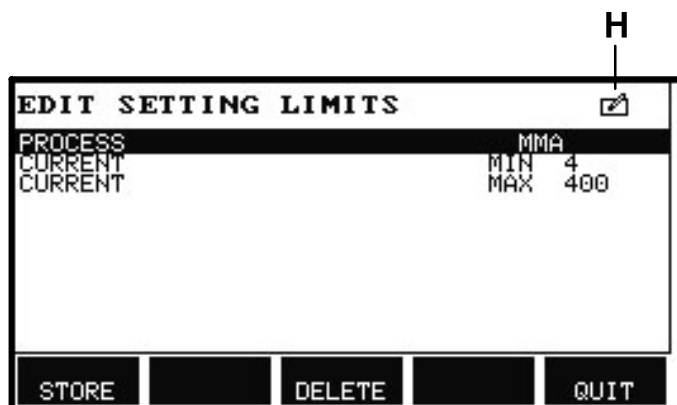 H
EDIT SETTING LIMITS
PROCESS MMA
CURRENT MIN 4
CURRENT MAX 400
STORE DELETE QUIT